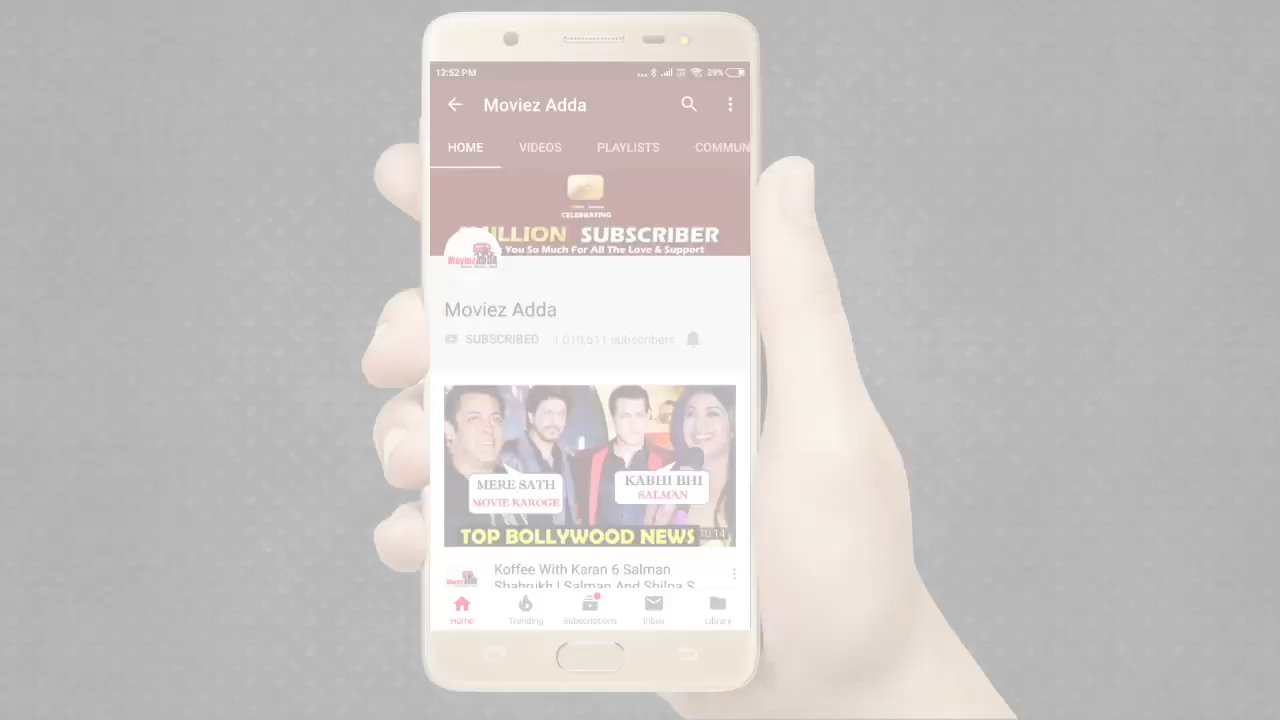 12:52 PM
29%
Moviez Adda
HOME VIDEOS PLAYLISTS COMMUN
CELEBRATING
MILLION SUBSCRIBER
You So Much For All The Love & Support
Moviez ADDA
Moviez Adda
SUBSCRIBED 1,010,611 subscribers
MERE SATH
MOVIE KAROGE
KABHI BHI
SALMAN
TOP BOLLYWOOD NEWS
10:14
Koffee With Karan 6 Salman
Shahrukh | Salman And Shilpa S
Home Trending Subscriptions Inbox Library